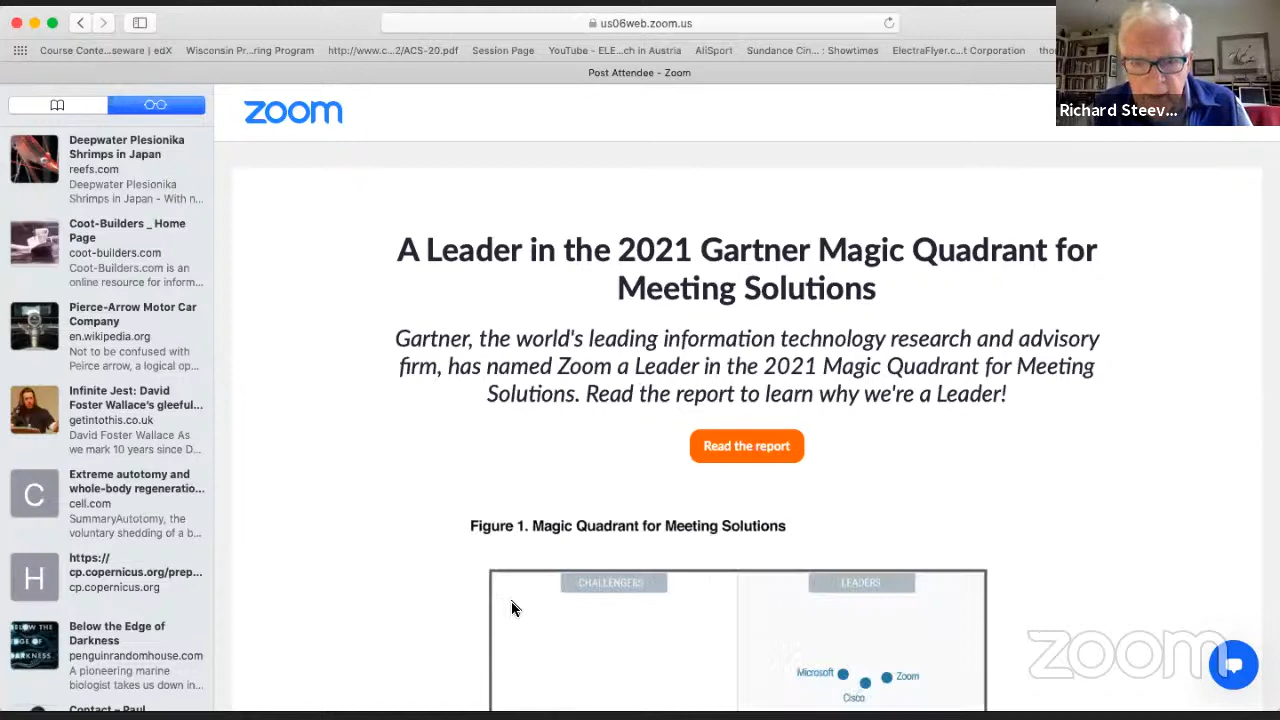 us06web.zoom.us
Course Conte...seware | edX
Wisconsin Pr...ring Program
http://www.c...2/ACS-20.pdf
Session Page
YouTube - ELE...ch in Austria
AliSport
Sundance Cin... : Showtimes
ElectraFlyer.c...t Corporation
Post Attendee - Zoom
Richard Steev...
zoom
Deepwater Plesionika
Shrimps in Japan
reefs.com
Deepwater Plesionika
Shrimps in Japan - With n...
Coot-Builders _ Home
Page
coot-builders.com
Coot-Builders.com is an
online resource for inform...
Pierce-Arrow Motor Car
Company
en.wikipedia.org
Not to be confused with
Peirce arrow, a logical op...
Infinite Jest: David
Foster Wallace's gleeful...
getintothis.co.uk
David Foster Wallace As
we mark 10 years since D...
C
Extreme autotomy and
whole-body regeneratio...
cell.com
SummaryAutotomy, the
voluntary shedding of a b...
H
https://
cp.copernicus.org/prep...
cp.copernicus.org
Below the Edge of
Darkness
penguinrandomhouse.com
A pioneering marine
biologist takes us down in...
Contact – Paul
A Leader in the 2021 Gartner Magic Quadrant for
Meeting Solutions
Gartner, the world's leading information technology research and advisory
firm, has named Zoom a Leader in the 2021 Magic Quadrant for Meeting
Solutions. Read the report to learn why we're a Leader!
Read the report
Figure 1. Magic Quadrant for Meeting Solutions
CHALLENGERS
LEADERS
Microsoft
Zoom
Cisco
zoom